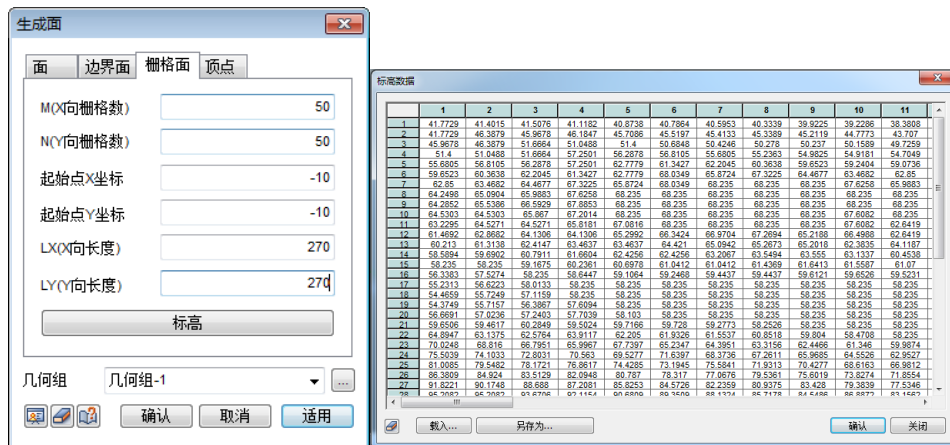 生成面
面 边界面 栅格面 顶点
M(X向栅格数) 50
N(Y向栅格数) 50
起始点X坐标 -10
起始点Y坐标 -10
LX(X向长度) 270
LY(Y向长度) 270
标高
几何组 几何组-1 ...
确认 取消 适用
标高数据
1 2 3 4 5 6 7 8 9 10 11
1 41.7729 41.4015 41.5076 41.1182 40.8738 40.7864 40.5953 40.3339 39.9225 39.2286 38.3808
2 41.7729 46.3879 45.9678 46.1847 45.7086 45.5197 45.4133 45.3389 45.2119 44.7773 43.707
3 45.9678 46.3879 51.6664 51.0488 51.4 50.6848 50.4246 50.278 50.237 50.1589 49.7259
4 51.4 51.0488 51.6664 57.2501 56.2878 56.8105 55.6805 55.2363 54.9825 54.9181 54.7049
5 55.6805 56.8105 56.2878 57.2501 62.7779 61.3427 62.2045 60.3638 59.6523 59.2404 59.0736
6 59.6523 60.3638 62.2045 61.3427 62.7779 68.0349 65.8724 67.3225 64.4677 63.4682 62.85
7 62.85 63.4682 64.4677 67.3225 65.8724 68.0349 68.235 68.235 68.235 67.6258 65.9883
8 64.2498 65.0904 65.9883 67.6258 68.235 68.235 68.235 68.235 68.235 68.235 68.235
9 64.2852 65.5386 66.5929 67.8853 68.235 68.235 68.235 68.235 68.235 68.235 68.235
10 64.5303 64.5303 65.867 67.2014 68.235 68.235 68.235 68.235 68.235 67.6082 68.235
11 63.2295 64.5271 64.5271 65.8181 67.0816 68.235 68.235 68.235 68.235 67.6082 62.6419
12 61.4692 62.8682 64.1306 64.1306 65.2992 66.3424 66.9704 67.2694 65.2188 66.4988 62.6419
13 60.213 61.3138 62.4147 63.4637 63.4637 64.421 65.0942 65.2673 65.2018 62.3835 64.1187
14 58.5894 59.6902 60.7911 61.6604 62.4256 62.4256 63.2067 63.5494 63.555 63.1337 60.4538
15 58.235 58.235 59.1675 60.2361 60.6978 61.0412 61.0412 61.4369 61.6413 61.5587 61.07
16 56.3383 57.5274 58.235 58.6447 59.1064 59.2468 59.4437 59.4437 59.6121 59.6526 59.5231
17 55.2313 56.6223 58.0133 58.235 58.235 58.235 58.235 58.235 58.235 58.235 58.235
18 54.4659 55.7249 57.1159 58.235 58.235 58.235 58.235 58.235 58.235 58.235 58.235
19 54.3749 55.7157 56.3867 57.6094 58.235 58.235 58.235 58.235 58.235 58.235 58.235
20 56.6691 57.0236 57.2403 57.7039 58.103 58.235 58.235 58.235 58.235 58.235 58.235
21 59.6506 59.4617 60.2849 59.5024 59.7166 59.728 59.2773 58.2526 58.235 58.235 58.235
22 64.8947 63.1375 62.5764 63.9117 62.205 61.9326 61.5537 60.8518 59.804 58.4708 58.235
23 70.0248 68.816 66.7951 65.9967 67.7397 65.2347 64.3951 63.3156 62.4466 61.346 59.9874
24 75.5039 74.1033 72.8031 70.563 69.5277 71.6397 68.3736 67.2611 65.9685 64.5526 62.9527
25 81.0085 79.5482 78.1721 76.8617 74.4285 73.1945 75.5841 71.9313 70.4277 68.6163 66.9812
26 86.3809 84.924 83.5129 82.0948 80.787 78.317 77.0676 79.5361 75.6019 73.8274 71.8554
27 91.8221 90.1748 88.688 87.2081 85.8253 84.5726 82.2359 80.9375 83.428 79.3839 77.5346
载入... 另存为... 确认 关闭